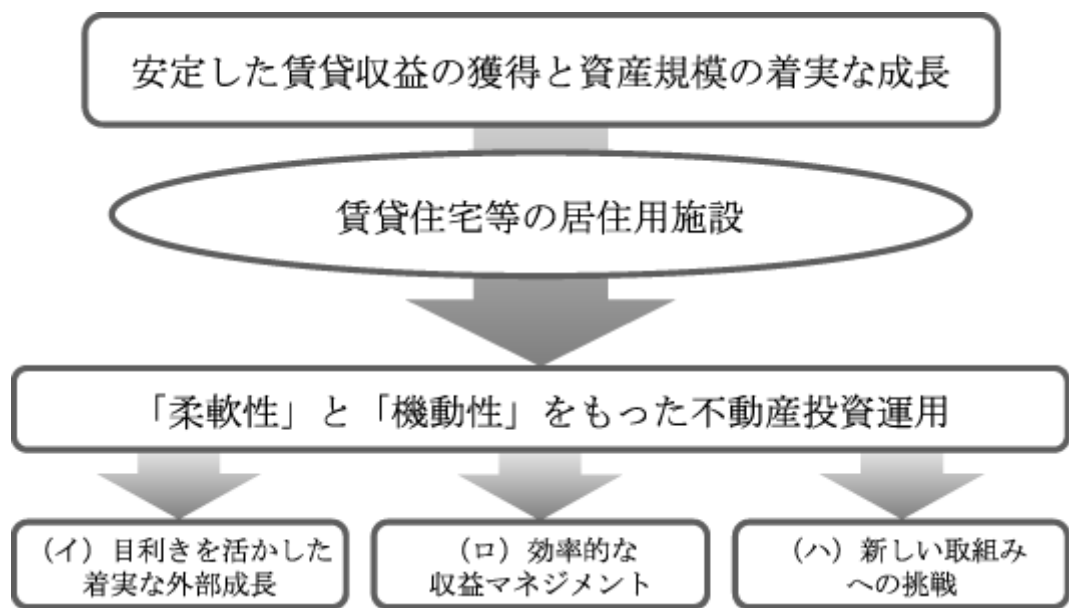 安定した賃貸収益の獲得と資産規模の着実な成長
賃貸住宅等の居住用施設
「柔軟性」と「機動性」をもった不動産投資運用
（イ）目利きを活かした
着実な外部成長
（ロ）効率的な
収益マネジメント
（ハ）新しい取組み
への挑戦